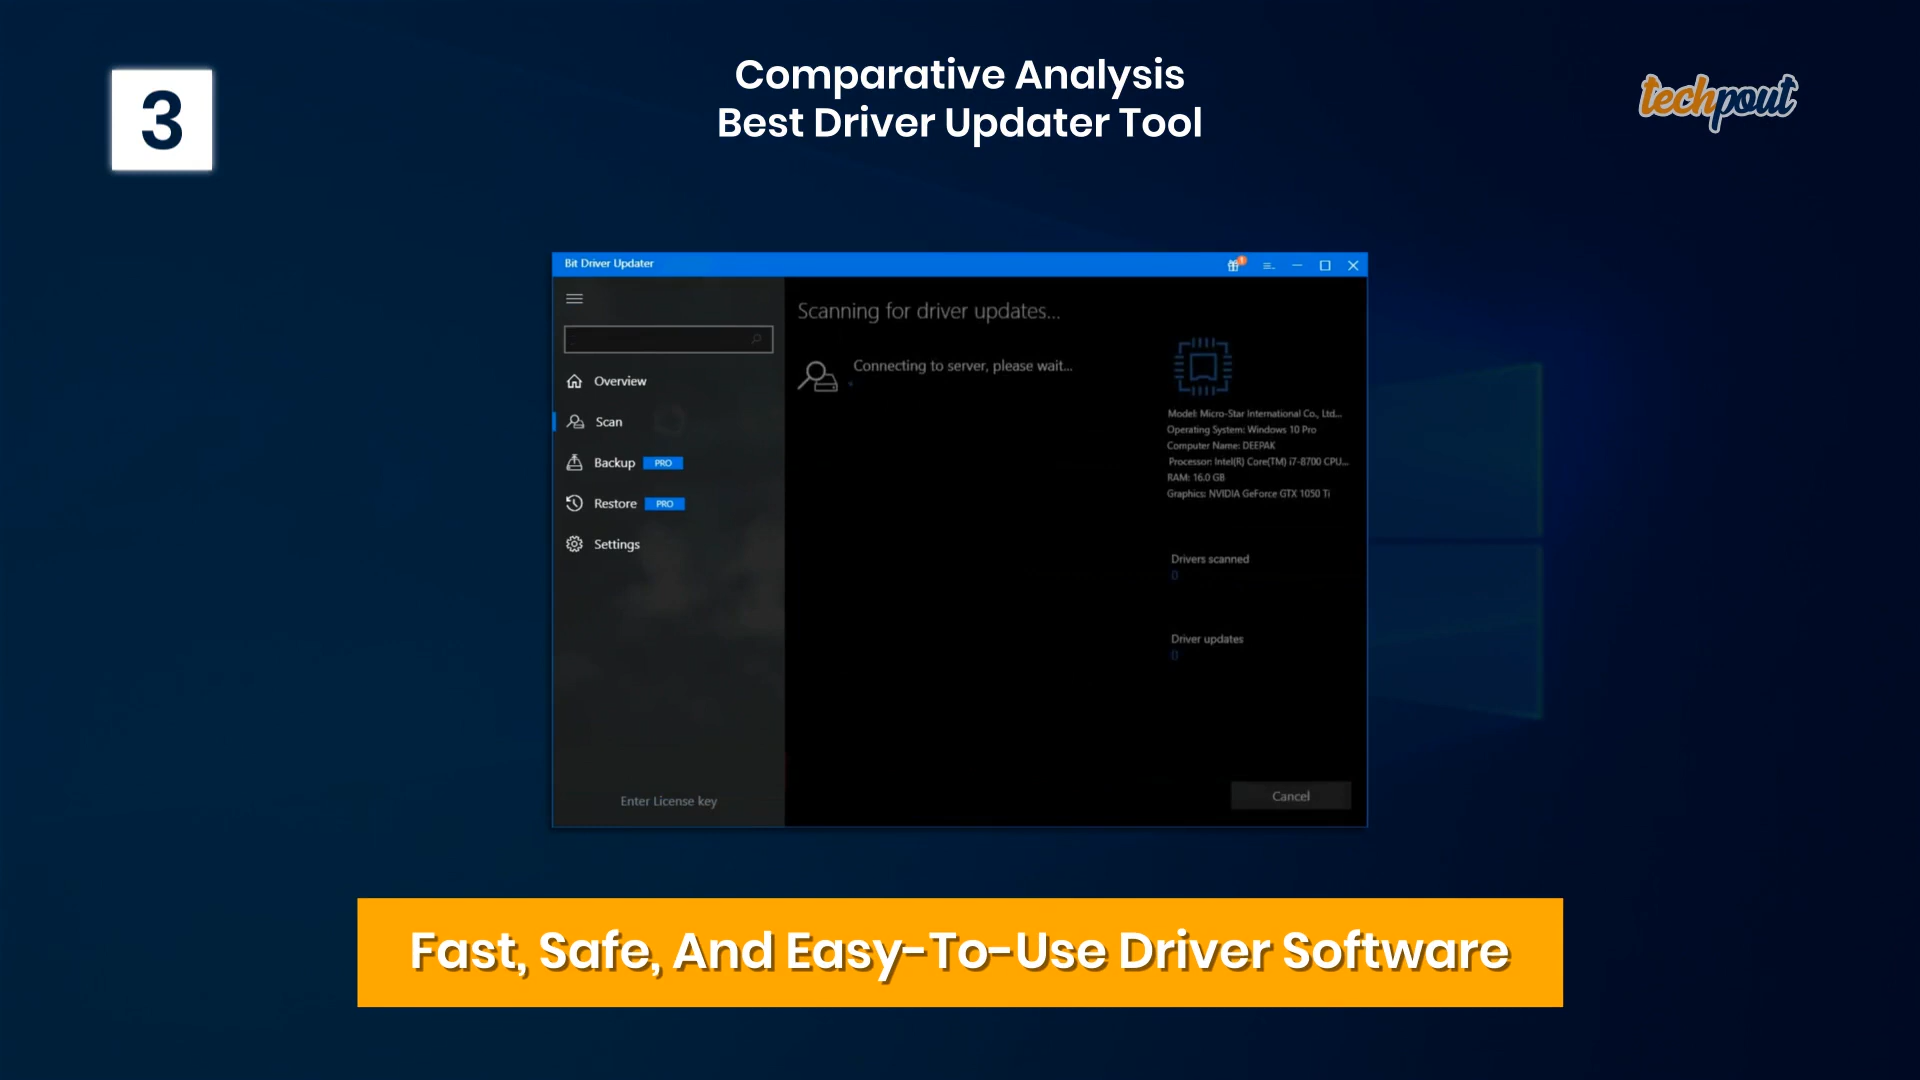 3
Comparative Analysis
Best Driver Updater Tool
techpout
Bit Driver Updater
1
Scanning for driver updates...
Connecting to server, please wait...
Overview
Scan
Backup PRO
Restore PRO
Settings
Enter License key
Model: Micro-Star International Co., Ltd...
Operating System: Windows 10 Pro
Computer Name: DEEPAK
Processor: Intel(R) Core(TM) i7-8700 CPU...
RAM: 16.0 GB
Graphics: NVIDIA GeForce GTX 1050 Ti
Drivers scanned
0
Driver updates
0
Cancel
Fast, Safe, And Easy-To-Use Driver Software